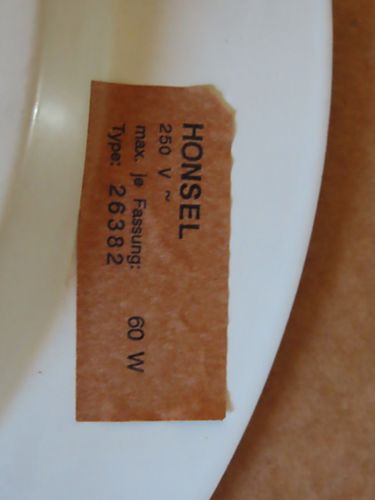 HONSEL
250 V ~
max. je Fassung: 60 W
Type: 26382